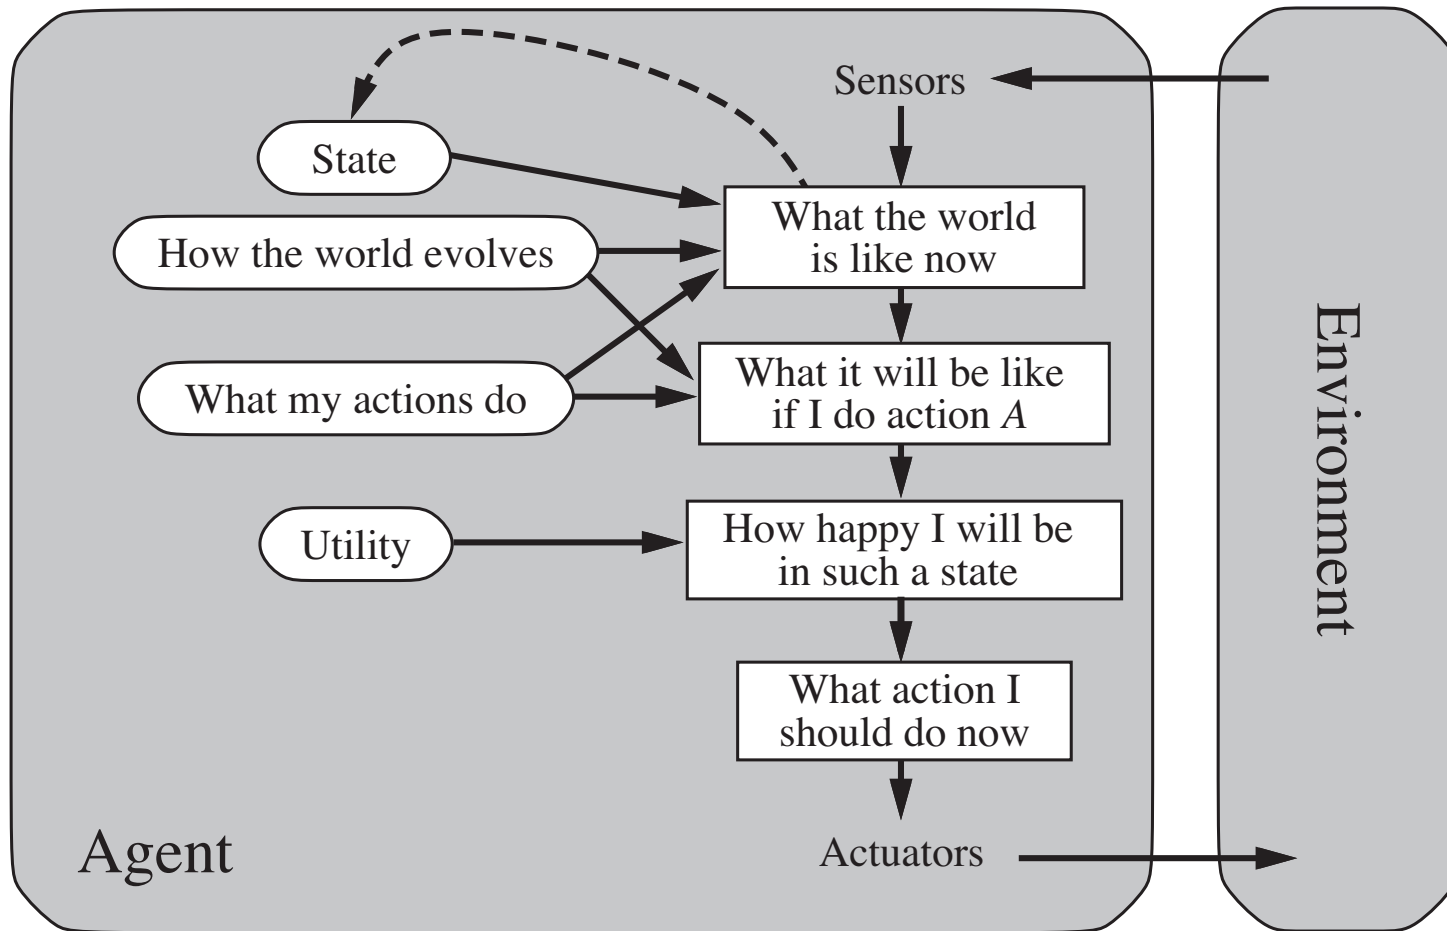 Sensors
State
What the world
is like now
How the world evolves
What it will be like
if I do action A
What my actions do
How happy I will be
in such a state
Utility
What action I
should do now
Agent
Actuators
Environment